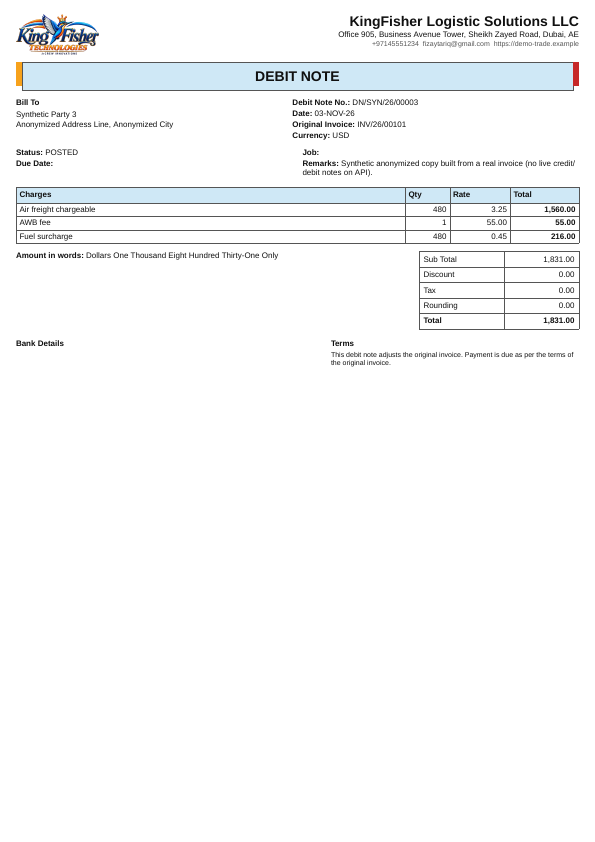 King Fisher
TECHNOLOGIES
KingFisher Logistic Solutions LLC
Office 905, Business Avenue Tower, Sheikh Zayed Road, Dubai, AE
+97145551234 fizaytariq@gmail.com https://demo-trade.example
DEBIT NOTE
Bill To
Synthetic Party 3
Anonymized Address Line, Anonymized City
Debit Note No.: DN/SYN/26/00003
Date: 03-NOV-26
Original Invoice: INV/26/00101
Currency: USD
Status: POSTED
Due Date:
Job:
Remarks: Synthetic anonymized copy built from a real invoice (no live credit/
debit notes on API).
Charges Qty Rate Total
Air freight chargeable 480 3.25 1,560.00
AWB fee 1 55.00 55.00
Fuel surcharge 480 0.45 216.00
Amount in words: Dollars One Thousand Eight Hundred Thirty-One Only
Sub Total 1,831.00
Discount 0.00
Tax 0.00
Rounding 0.00
Total 1,831.00
Bank Details
Terms
This debit note adjusts the original invoice. Payment is due as per the terms of
the original invoice.